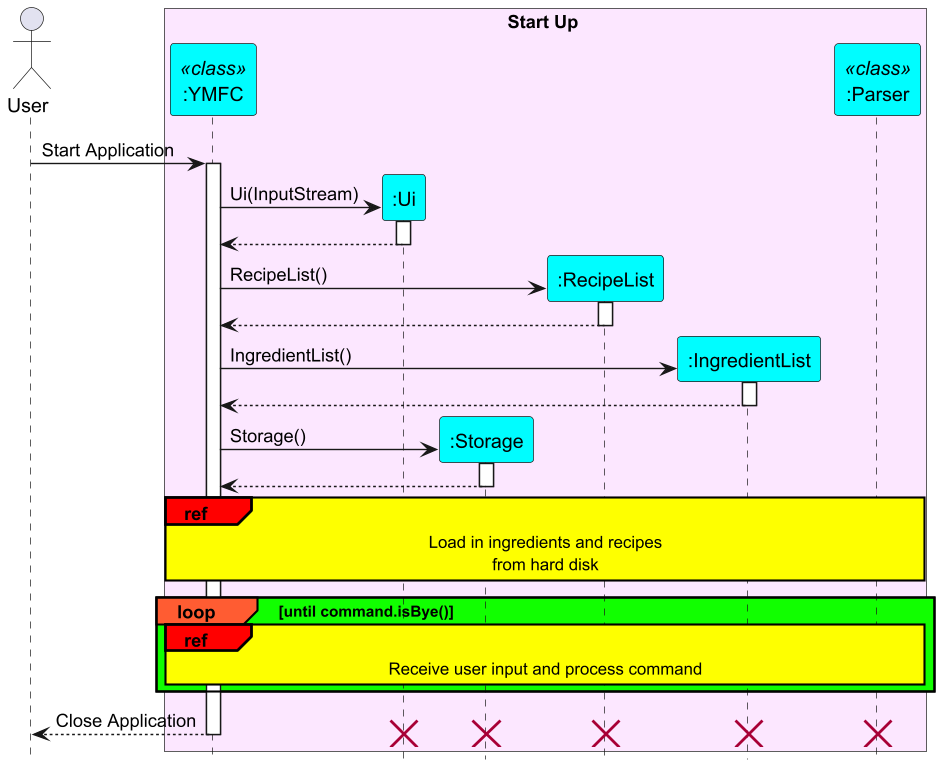 Start Up
«class»
:YMFC
«class»
:Parser
User
Start Application
Ui(InputStream)
:Ui
RecipeList()
:RecipeList
IngredientList()
:IngredientList
Storage()
:Storage
ref
Load in ingredients and recipes
from hard disk
loop
[until command.isBye()]
ref
Receive user input and process command
Close Application